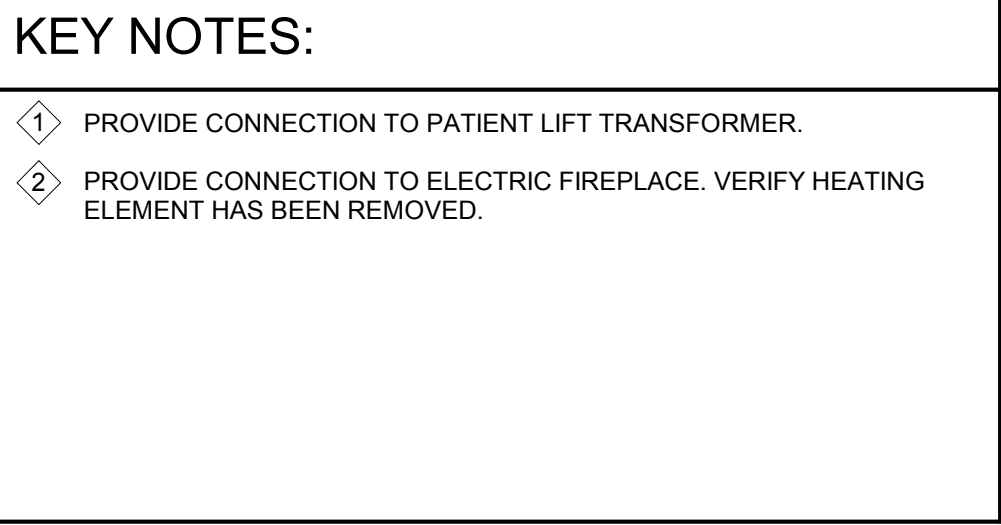 KEY NOTES:
1 PROVIDE CONNECTION TO PATIENT LIFT TRANSFORMER.
2 PROVIDE CONNECTION TO ELECTRIC FIREPLACE. VERIFY HEATING
ELEMENT HAS BEEN REMOVED.